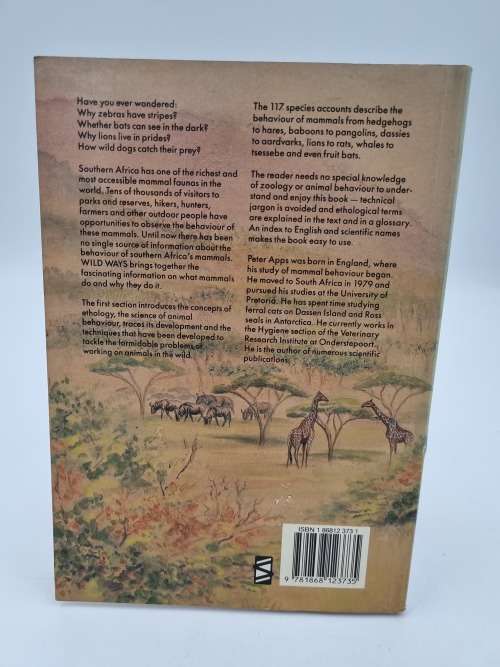 Have you ever wondered:
Why zebras have stripes?
Whether bats can see in the dark?
Why lions live in prides?
How wild dogs catch their prey?
Southern Africa has one of the richest and
most accessible mammal faunas in the
world. Tens of thousands of visitors to
parks and reserves, hikers, hunters,
farmers and other outdoor people have
opportunities to observe the behaviour of
these mammals. Until now there has been
no single source of information about the
behaviour of southern Africa's mammals.
WILD WAYS brings together the
fascinating information on what mammals
do and why they do it.
The first section introduces the concepts of
ethology, the science of animal
behaviour, traces its development and the
techniques that have been developed to
tackle the formidable problems of
working on animals in the wild.
The 117 species accounts describe the
behaviour of mammals from hedgehogs
to hares, baboons to pangolins, dassies
to aardvarks, lions to rats, whales to
tsessebe and even fruit bats.
The reader needs no special knowledge
of zoology or animal behaviour to under-
stand and enjoy this book — technical
jargon is avoided and ethological terms
are explained in the text and in a glossary.
An index to English and scientific names
makes the book easy to use.
Peter Apps was born in England, where
his study of mammal behaviour began.
He moved to South Africa in 1979 and
pursued his studies at the University of
Pretoria. He has spent time studying
feral cats on Dassen Island and Ross
seals in Antarctica. He currently works in
the Hygiene section of the Veterinary
Research Institute at Onderstepoort.
He is the author of numerous scientific
publications.
ISBN 1 86812 373 1
9 781868 123735